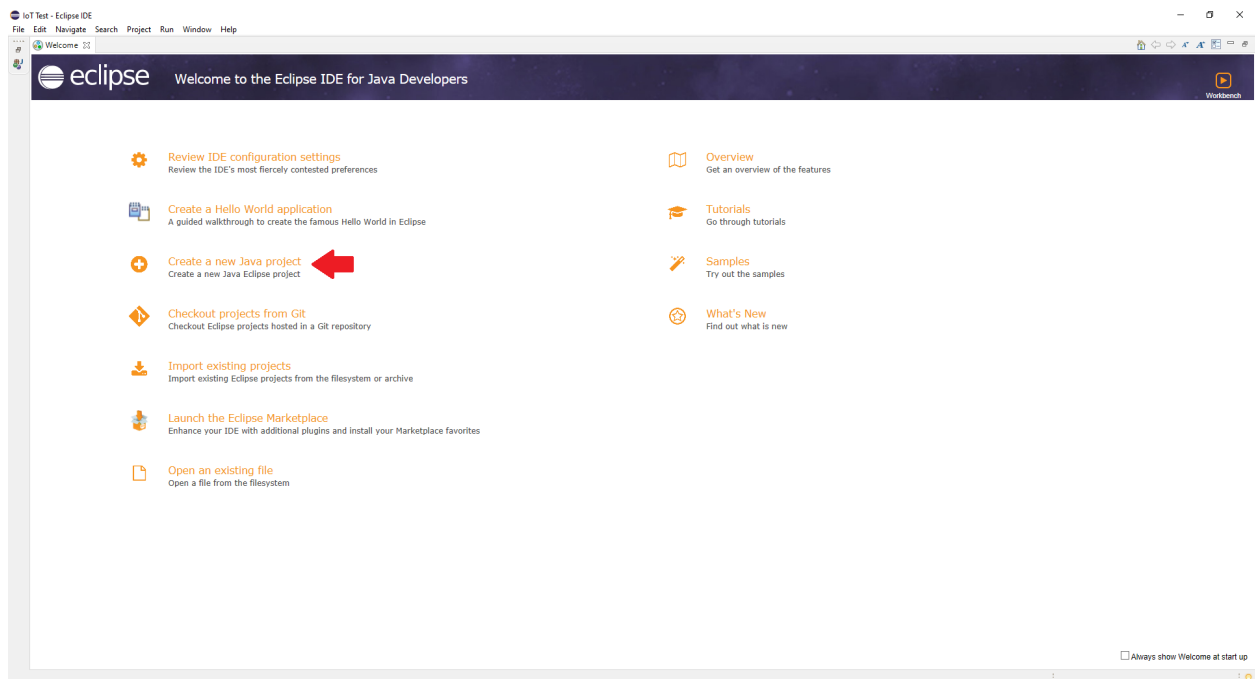 IoT Test - Eclipse IDE
File Edit Navigate Search Project Run Window Help
Welcome
eclipse
Welcome to the Eclipse IDE for Java Developers
Workbench
Review IDE configuration settings
Review the IDE's most fiercely contested preferences
Create a Hello World application
A guided walkthrough to create the famous Hello World in Eclipse
Create a new Java project
Create a new Java Eclipse project
Checkout projects from Git
Checkout Eclipse projects hosted in a Git repository
Import existing projects
Import existing Eclipse projects from the filesystem or archive
Launch the Eclipse Marketplace
Enhance your IDE with additional plugins and install your Marketplace favorites
Open an existing file
Open a file from the filesystem
Overview
Get an overview of the features
Tutorials
Go through tutorials
Samples
Try out the samples
What's New
Find out what is new
Always show Welcome at start up